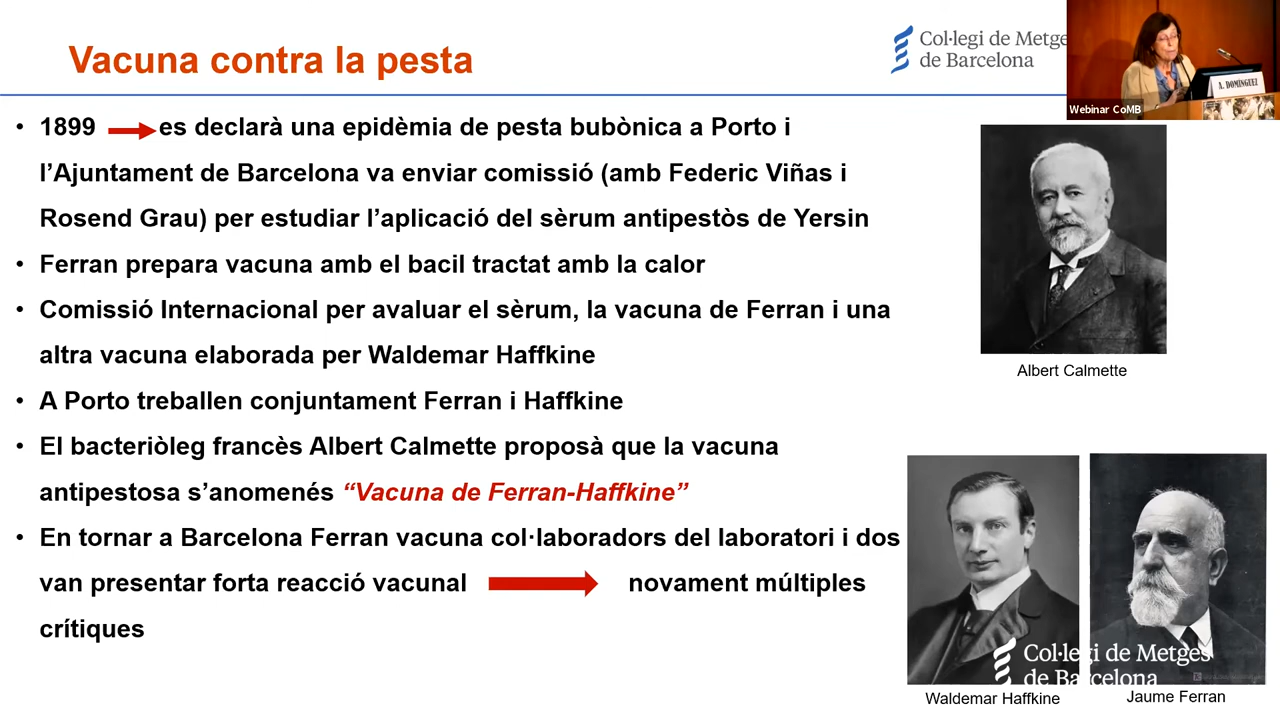 Vacuna contra la pesta
Col·legi de Metge
de Barcelona
A. DOMÍNGUEZ
Webinar CoMB
• 1899 es declarà una epidèmia de pesta bubònica a Porto i
l’Ajuntament de Barcelona va enviar comissió (amb Federic Viñas i
Rosend Grau) per estudiar l’aplicació del sèrum antipestòs de Yersin
• Ferran prepara vacuna amb el bacil tractat amb la calor
• Comissió Internacional per avaluar el sèrum, la vacuna de Ferran i una
altra vacuna elaborada per Waldemar Haffkine
• A Porto treballen conjuntament Ferran i Haffkine
• El bacteriòleg francès Albert Calmette proposà que la vacuna
antipestosa s’anomenés “Vacuna de Ferran-Haffkine”
• En tornar a Barcelona Ferran vacuna col·laboradors del laboratori i dos
van presentar forta reacció vacunal novament múltiples
crítiques
Albert Calmette
Col·legi de Metges
de Barcelona
Waldemar Haffkine
Jaume Ferran